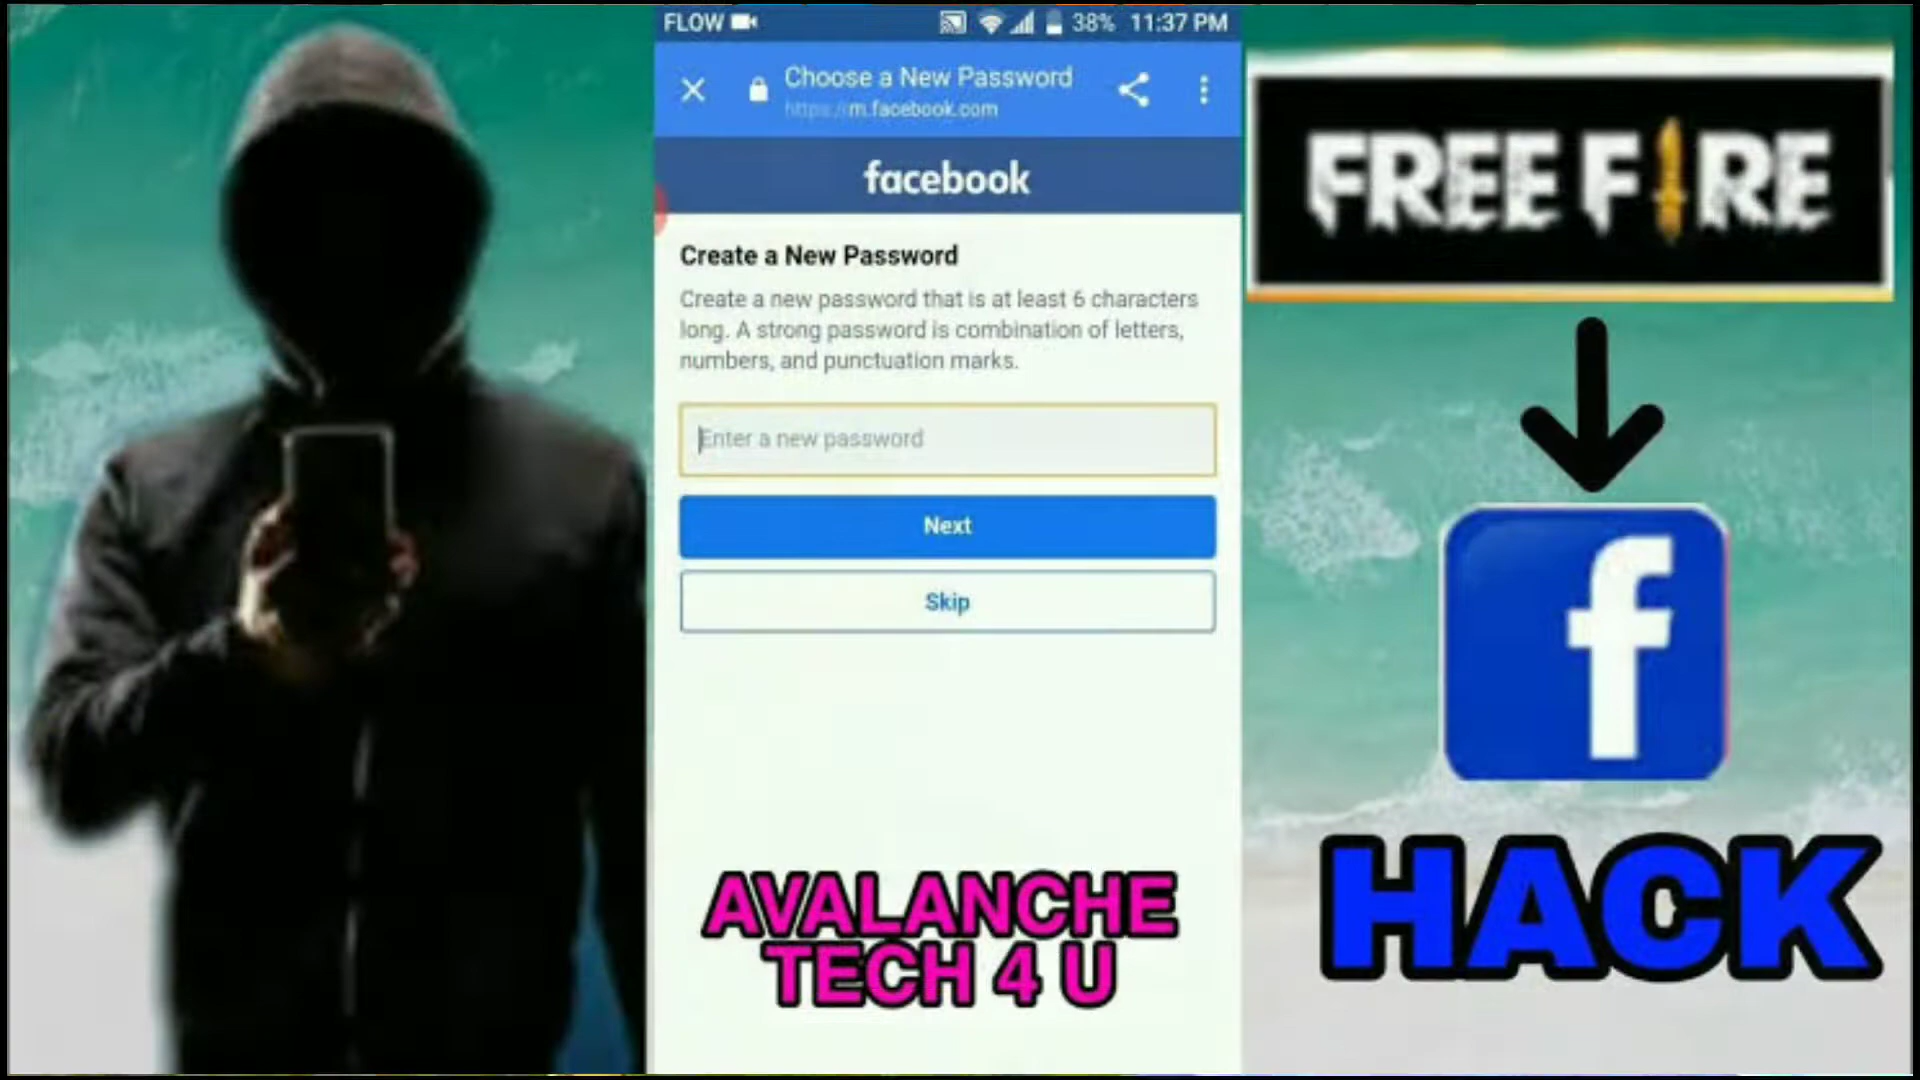 FLOW
38% 11:37 PM
Choose a New Password
https://m.facebook.com
facebook
Create a New Password
Create a new password that is at least 6 characters
long. A strong password is combination of letters,
numbers, and punctuation marks.
Enter a new password
Next
Skip
AVALANCHE
TECH 4 U
FREE FIRE
f
HACK